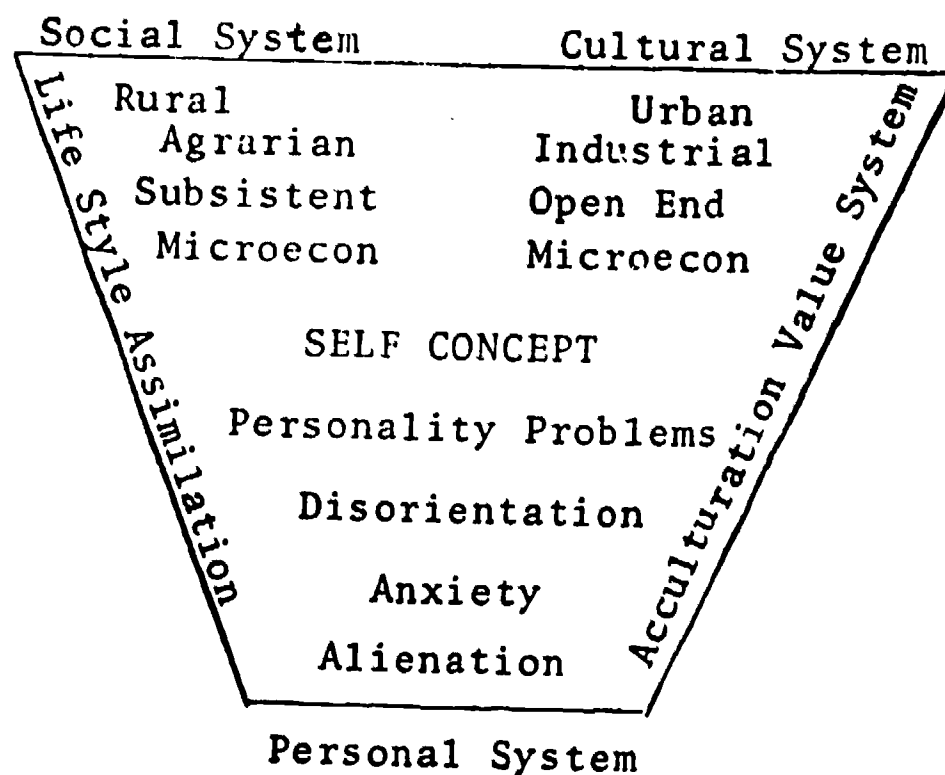 Social System Cultural System
Rural Urban
Agrarian Industrial
Subsistent Open End
Microecon Microecon
SELF CONCEPT
Personality Problems
Disorientation
Anxiety
Alienation
Life Style Assimilation
Acculturation Value System
Personal System